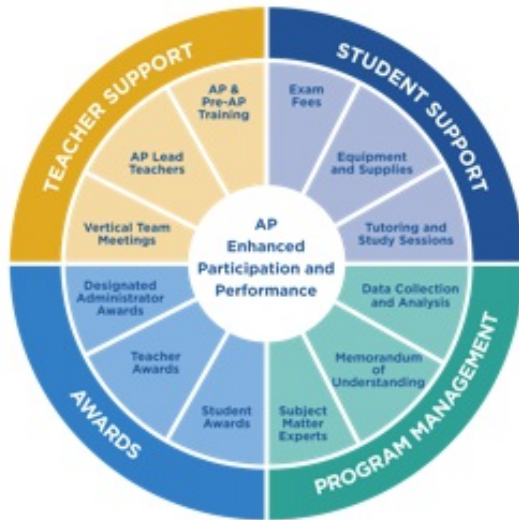 TEACHER SUPPORT
STUDENT SUPPORT
AP &
Pre-AP
Training
Exam
Fees
AP Lead
Teachers
Equipment
and Supplies
Vertical Team
Meetings
Tutoring and
Study Sessions
AP
Enhanced
Participation and
Performance
Designated
Administrator
Awards
Data Collection
and Analysis
Teacher
Awards
Memorandum
of
Understanding
Student
Awards
Subject
Matter
Experts
AWARDS
PROGRAM MANAGEMENT